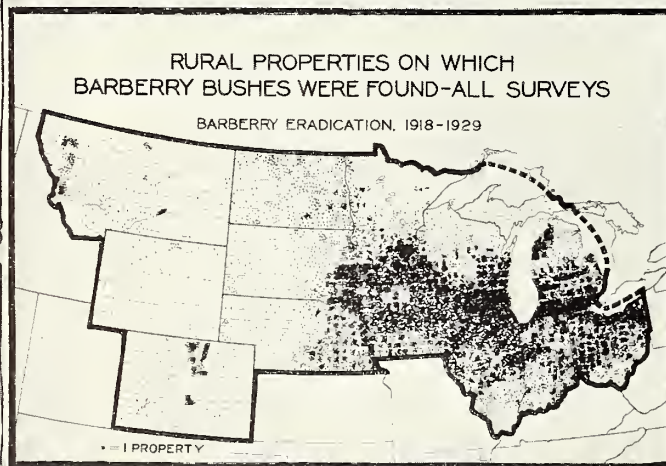 RURAL PROPERTIES ON WHICH
BARBERRY BUSHES WERE FOUND-ALL SURVEYS
BARBERRY ERADICATION, 1918-1929
• = 1 PROPERTY